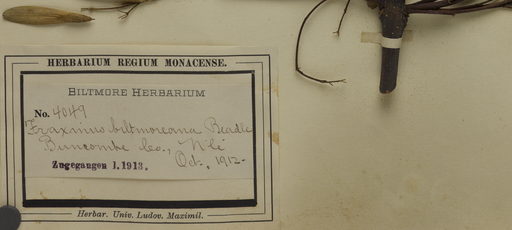 HERBARIUM REGIUM MONACENSE.
BILTMORE HERBARIUM
No. 4049
Fraxinus biltmoreana Beadle
Buncombe Co., N.C.
Oct., 1912.
Zugegangen 1.1913.
Herbar. Univ. Ludov. Maximil.